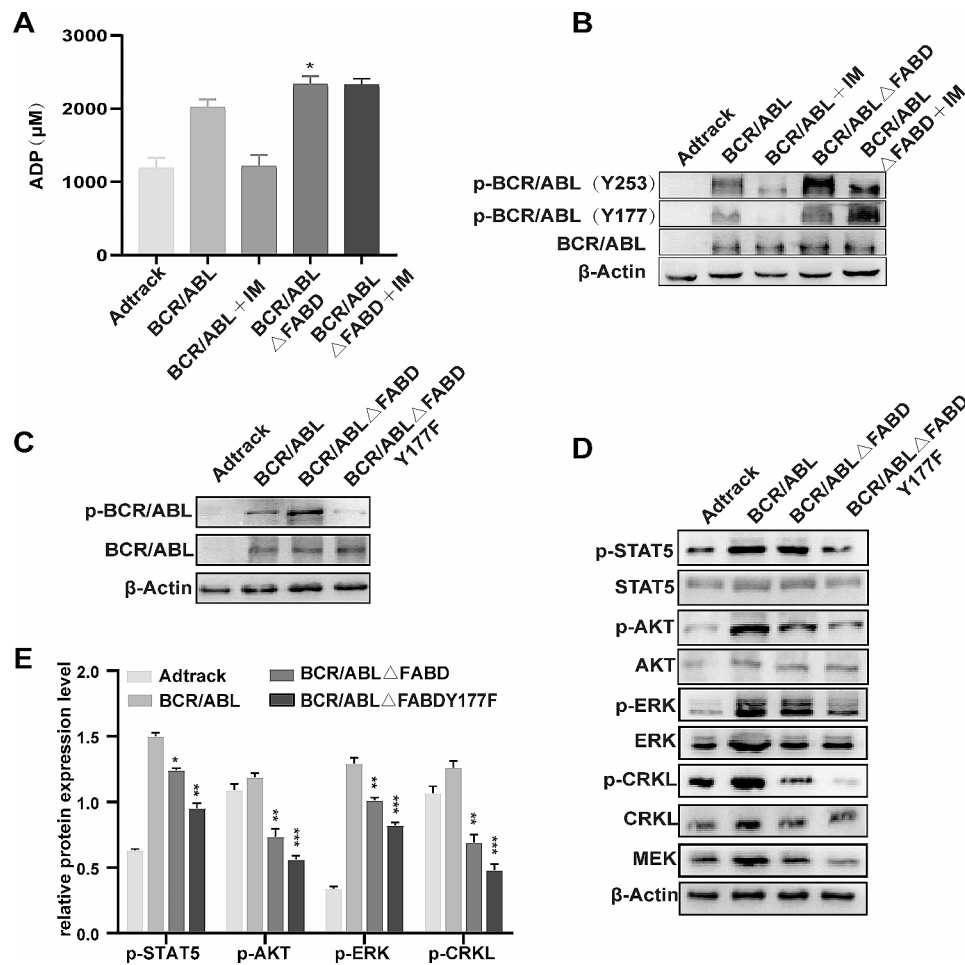 A
3000
2000
1000
0
ADP (μM)
*
Adtrack
BCR/ABL
BCR/ABL+IM
BCR/ABL
△FABD
BCR/ABL
△FABD+IM
B
Adtrack
BCR/ABL
BCR/ABL+IM
BCR/ABL△FABD
BCR/ABL
△FABD+IM
p-BCR/ABL (Y253)
p-BCR/ABL (Y177)
BCR/ABL
β-Actin
C
Adtrack
BCR/ABL
BCR/ABL△FABD
BCR/ABL△FABD
Y177F
p-BCR/ABL
BCR/ABL
β-Actin
D
Adtrack
BCR/ABL
BCR/ABL△FABD
BCR/ABL△FABD
Y177F
p-STAT5
STAT5
p-AKT
AKT
p-ERK
ERK
p-CRKL
CRKL
MEK
β-Actin
E
Adtrack
BCR/ABL
BCR/ABL△FABD
BCR/ABL△FABDY177F
relative protein expression level
2.0
1.5
1.0
0.5
0.0
*
**
**
***
**
***
**
***
p-STAT5
p-AKT
p-ERK
p-CRKL